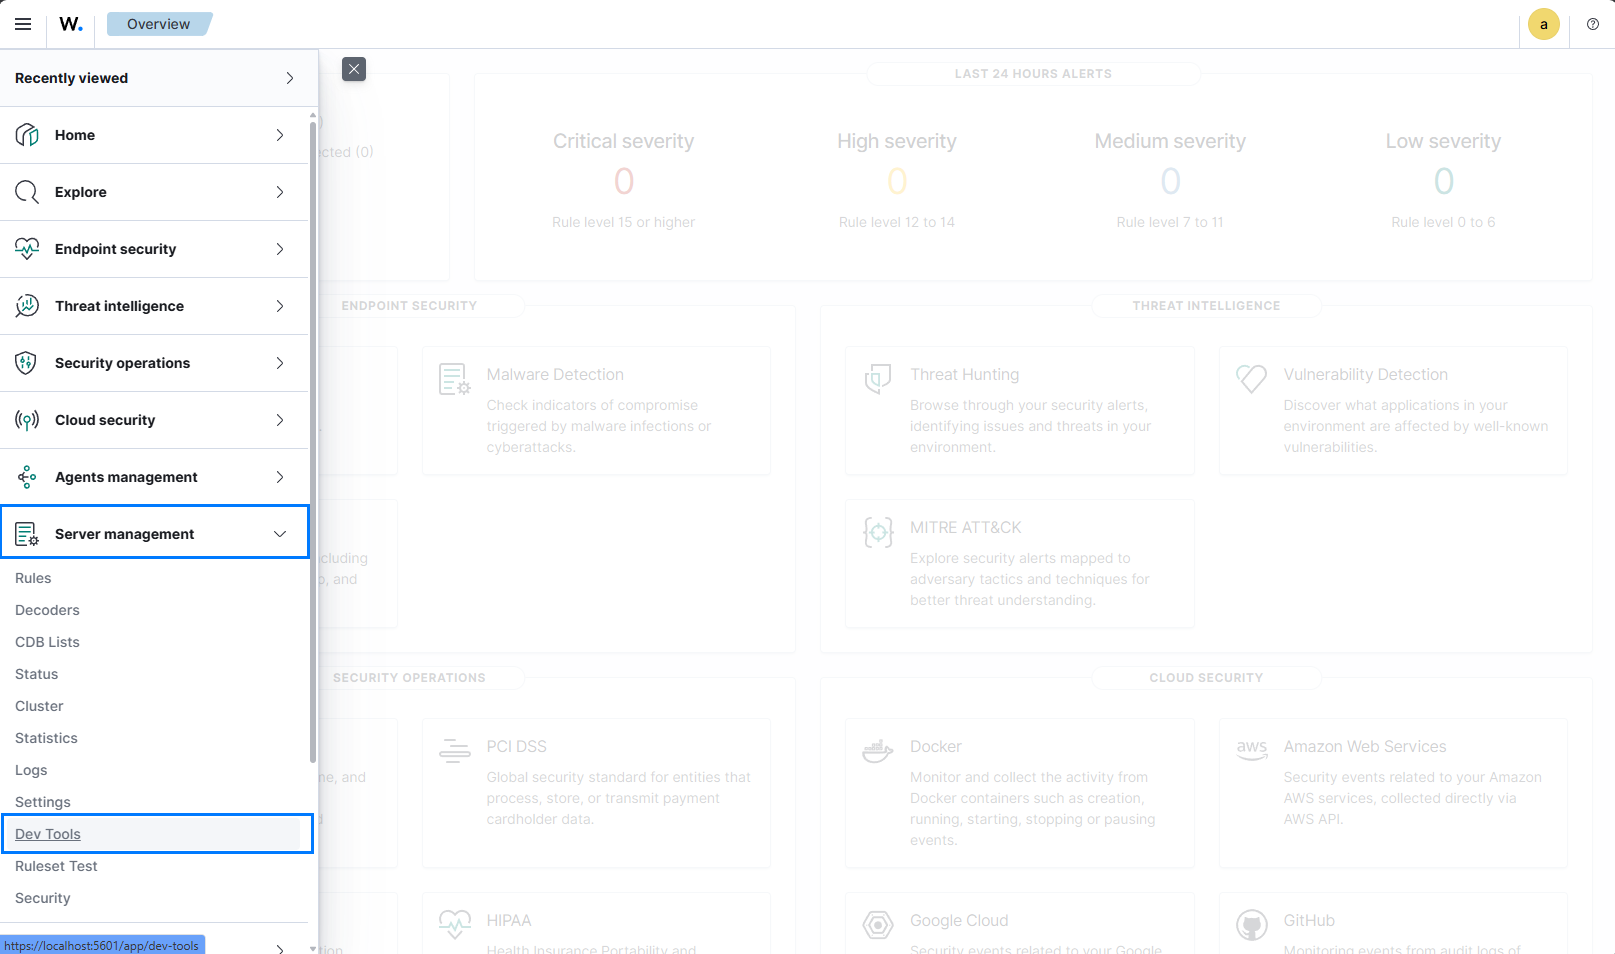 W.
Overview
a
Recently viewed
Home
Explore
Endpoint security
Threat intelligence
Security operations
Cloud security
Agents management
Server management
Rules
Decoders
CDB Lists
Status
Cluster
Statistics
Logs
Settings
Dev Tools
Ruleset Test
Security
https://localhost:5601/app/dev-tools
(0)
LAST 24 HOURS ALERTS
Critical severity
0
Rule level 15 or higher
High severity
0
Rule level 12 to 14
Medium severity
0
Rule level 7 to 11
Low severity
0
Rule level 0 to 6
ENDPOINT SECURITY
Malware Detection
Check indicators of compromise
triggered by malware infections or
cyberattacks.
and
THREAT INTELLIGENCE
Threat Hunting
Browse through your security alerts,
identifying issues and threats in your
environment.
Vulnerability Detection
Discover what applications in your
environment are affected by well-known
vulnerabilities.
MITRE ATT&CK
Explore security alerts mapped to
adversary tactics and techniques for
better threat understanding.
SECURITY OPERATIONS
and
PCI DSS
Global security standard for entities that
process, store, or transmit payment
cardholder data.
HIPAA
Health Insurance Portability and
CLOUD SECURITY
Docker
Monitor and collect the activity from
Docker containers such as creation,
running, starting, stopping or pausing
events.
aws
Amazon Web Services
Security events related to your Amazon
AWS services, collected directly via
AWS API.
Google Cloud
Security events related to your Google
GitHub
Monitoring events from audit logs of